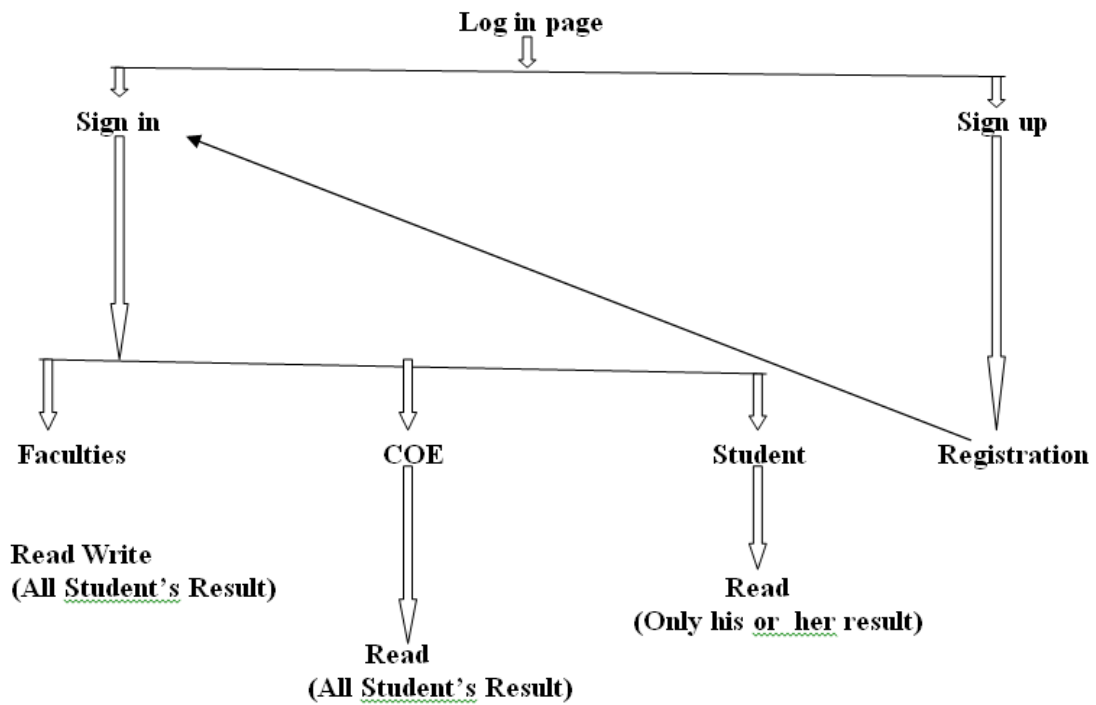 Log in page
Sign in
Sign up
Faculties
COE
Student
Registration
Read Write
(All Student's Result)
Read
(Only his or her result)
Read
(All Student's Result)